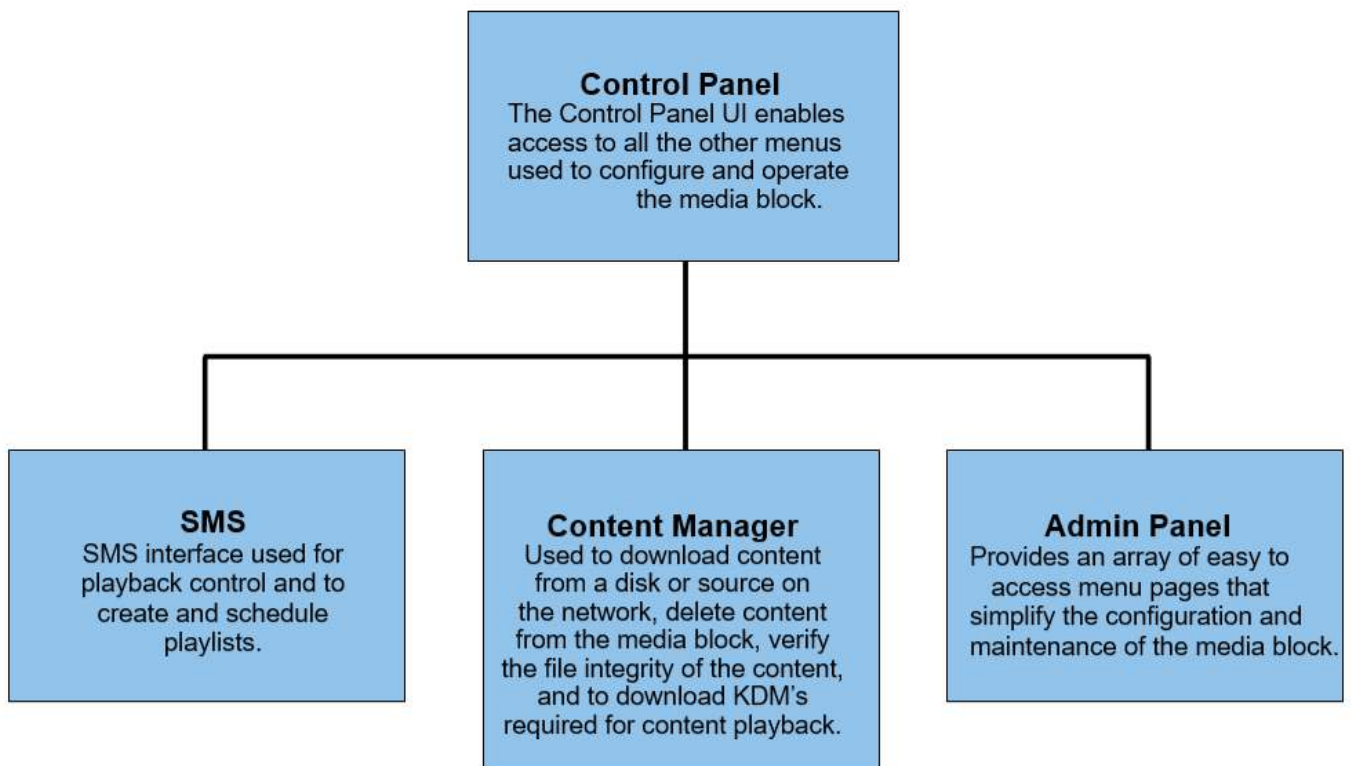 Control Panel
The Control Panel UI enables
access to all the other menus
used to configure and operate
the media block.
SMS
SMS interface used for
playback control and to
create and schedule
playlists.
Content Manager
Used to download content
from a disk or source on
the network, delete content
from the media block, verify
the file integrity of the content,
and to download KDM's
required for content playback.
Admin Panel
Provides an array of easy to
access menu pages that
simplify the configuration and
maintenance of the media block.